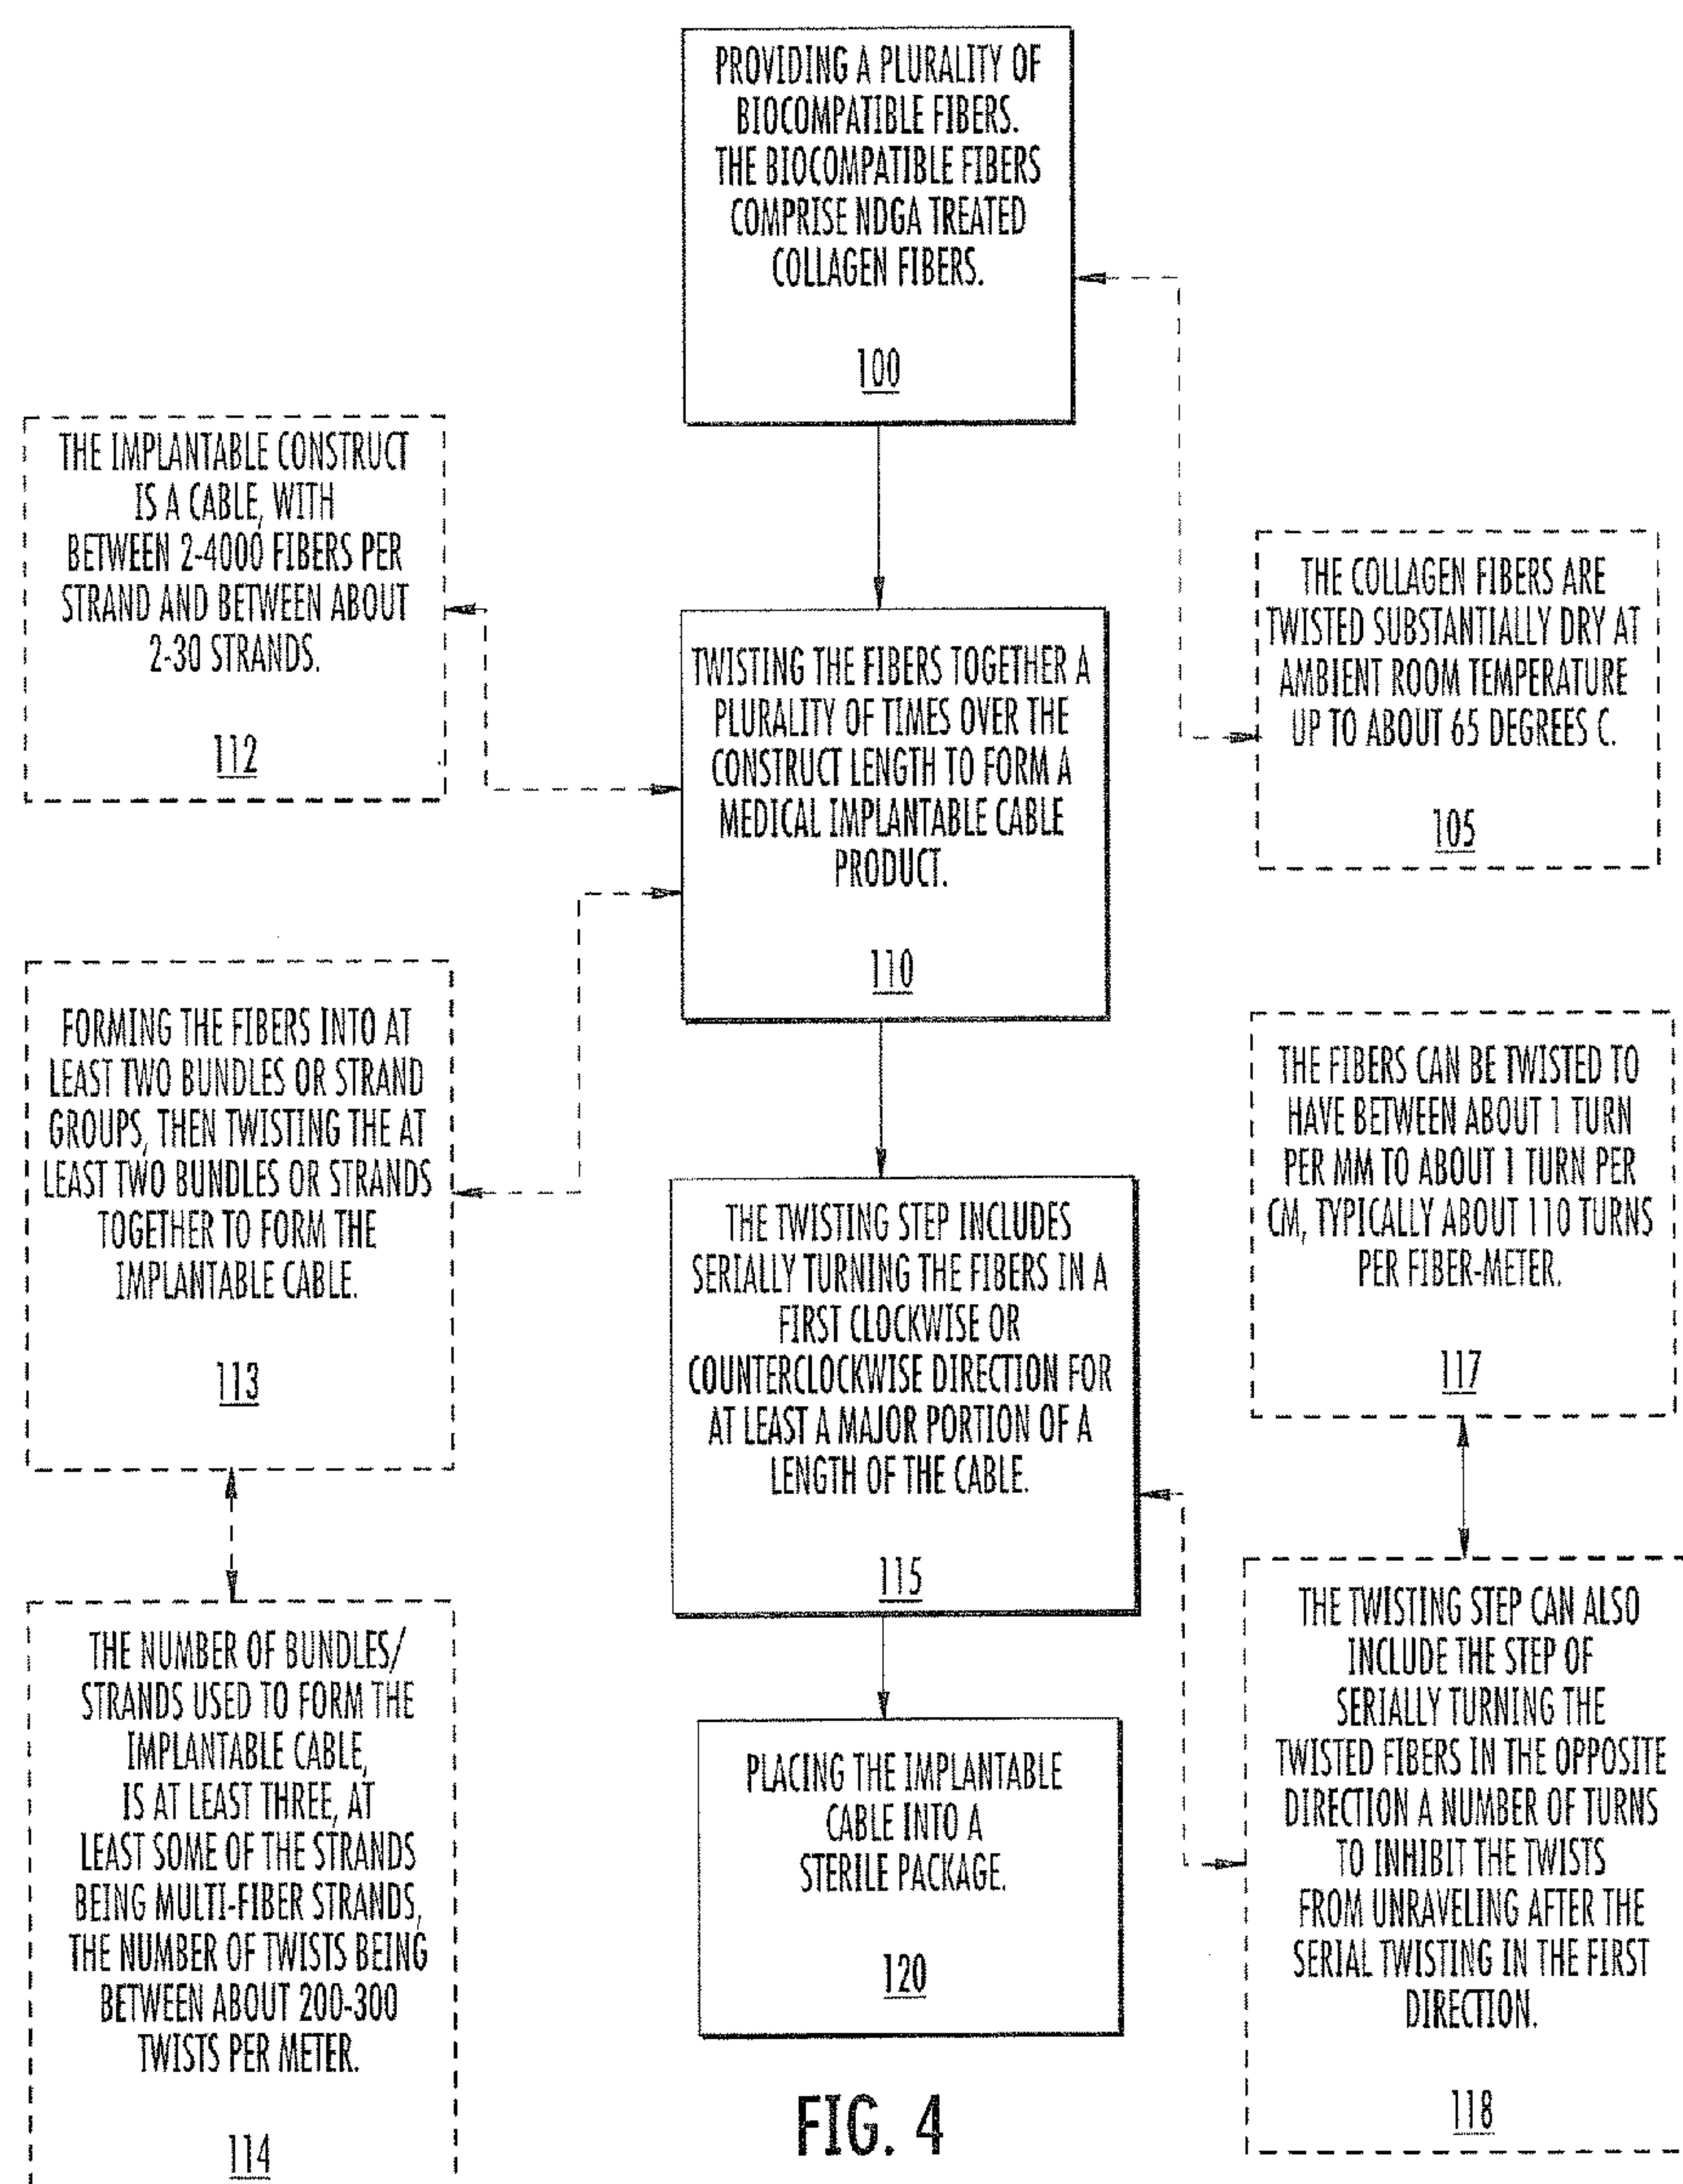 PROVIDING A PLURALITY OF
BIOCOMPATIBLE FIBERS.
THE BIOCOMPATIBLE FIBERS
COMPRISE NDGA TREATED
COLLAGEN FIBERS.
100
THE IMPLANTABLE CONSTRUCT
IS A CABLE, WITH
BETWEEN 2-4000 FIBERS PER
STRAND AND BETWEEN ABOUT
2-30 STRANDS.
112
THE COLLAGEN FIBERS ARE
TWISTED SUBSTANTIALLY DRY AT
AMBIENT ROOM TEMPERATURE
UP TO ABOUT 65 DEGREES C.
105
TWISTING THE FIBERS TOGETHER A
PLURALITY OF TIMES OVER THE
CONSTRUCT LENGTH TO FORM A
MEDICAL IMPLANTABLE CABLE
PRODUCT.
110
FORMING THE FIBERS INTO AT
LEAST TWO BUNDLES OR STRAND
GROUPS, THEN TWISTING THE AT
LEAST TWO BUNDLES OR STRANDS
TOGETHER TO FORM THE
IMPLANTABLE CABLE.
113
THE FIBERS CAN BE TWISTED TO
HAVE BETWEEN ABOUT 1 TURN
PER MM TO ABOUT 1 TURN PER
CM, TYPICALLY ABOUT 110 TURNS
PER FIBER-METER.
117
THE TWISTING STEP INCLUDES
SERIALLY TURNING THE FIBERS IN A
FIRST CLOCKWISE OR
COUNTERCLOCKWISE DIRECTION FOR
AT LEAST A MAJOR PORTION OF A
LENGTH OF THE CABLE.
115
THE NUMBER OF BUNDLES/
STRANDS USED TO FORM THE
IMPLANTABLE CABLE,
IS AT LEAST THREE, AT
LEAST SOME OF THE STRANDS
BEING MULTI-FIBER STRANDS,
THE NUMBER OF TWISTS BEING
BETWEEN ABOUT 200-300
TWISTS PER METER.
114
THE TWISTING STEP CAN ALSO
INCLUDE THE STEP OF
SERIALLY TURNING THE
TWISTED FIBERS IN THE OPPOSITE
DIRECTION A NUMBER OF TURNS
TO INHIBIT THE TWISTS
FROM UNRAVELING AFTER THE
SERIAL TWISTING IN THE FIRST
DIRECTION.
118
PLACING THE IMPLANTABLE
CABLE INTO A
STERILE PACKAGE.
120
FIG. 4